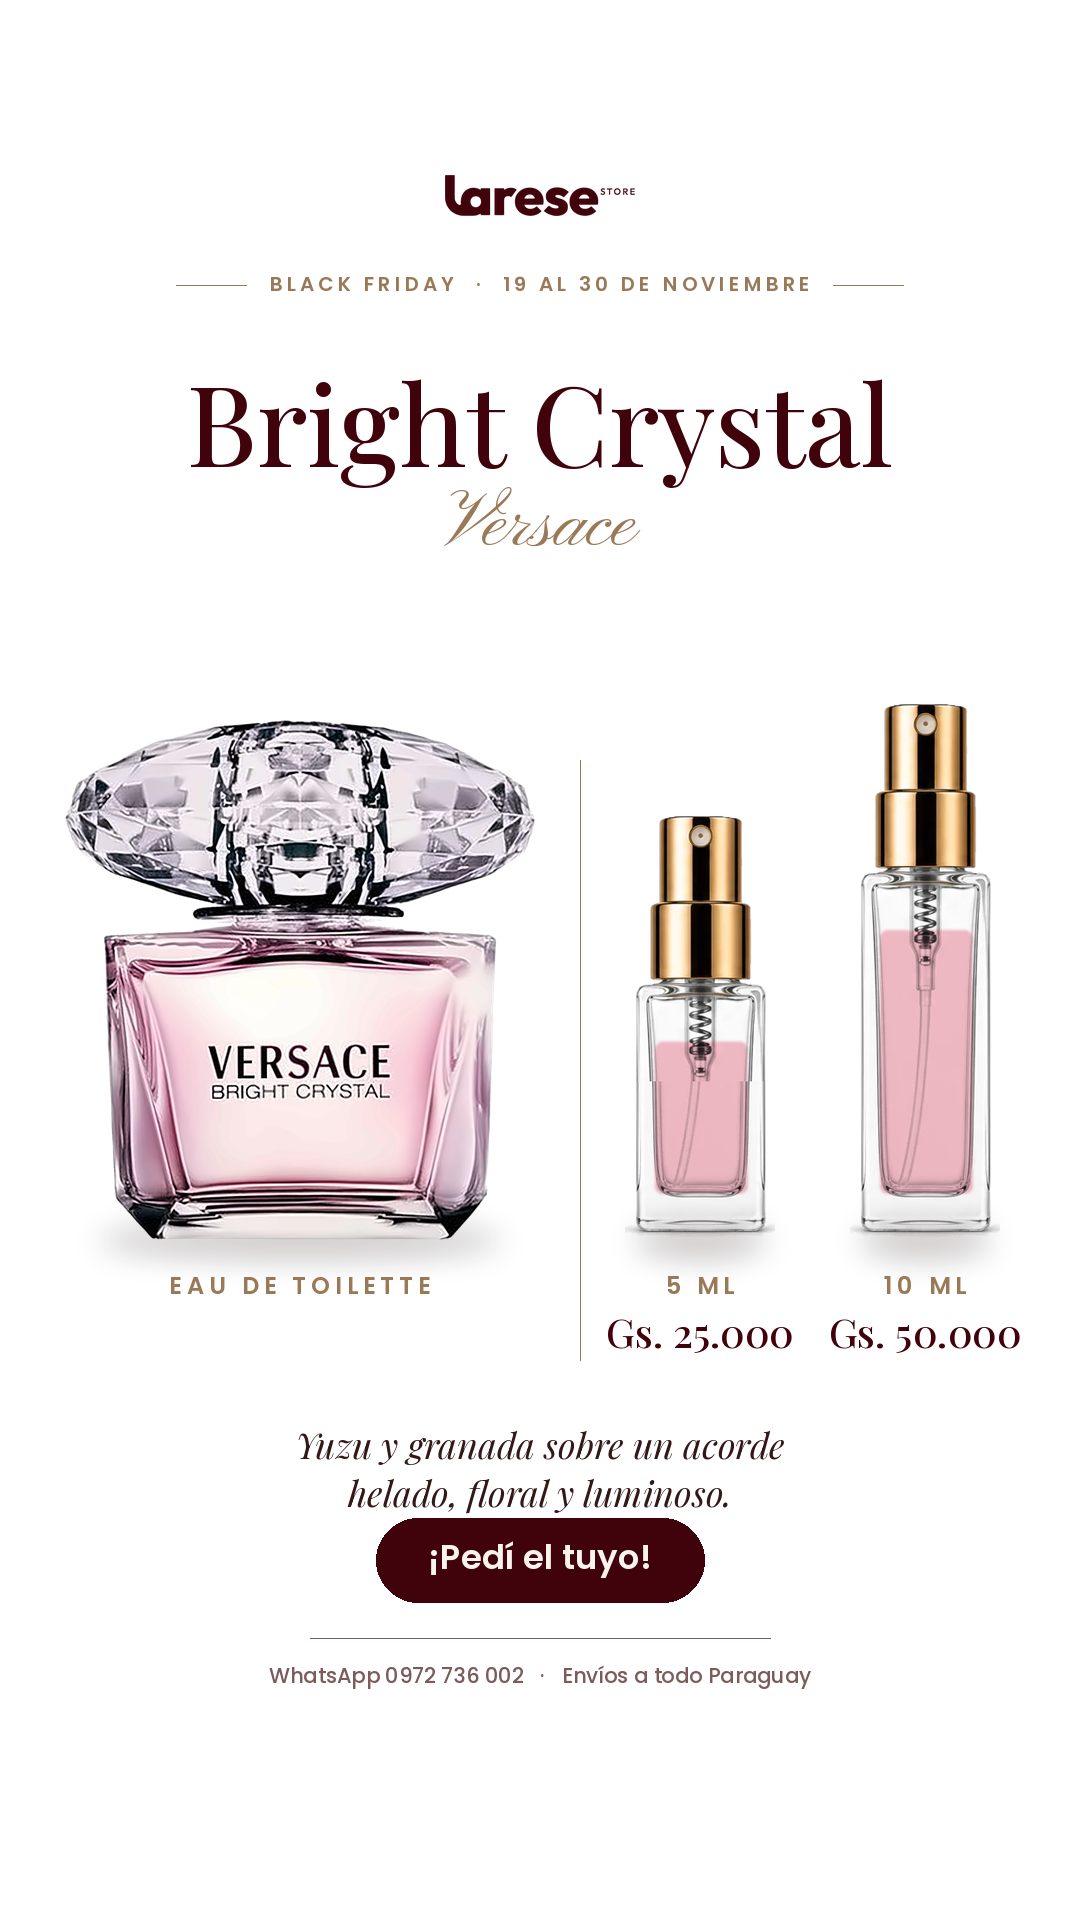 Larese STORE
BLACK FRIDAY · 19 AL 30 DE NOVIEMBRE
Bright Crystal
Versace
VERSACE
BRIGHT CRYSTAL
EAU DE TOILETTE
5 ML
Gs. 25.000
10 ML
Gs. 50.000
Yuzu y granada sobre un acorde
helado, floral y luminoso.
¡Pedí el tuyo!
WhatsApp 0972 736 002 · Envíos a todo Paraguay